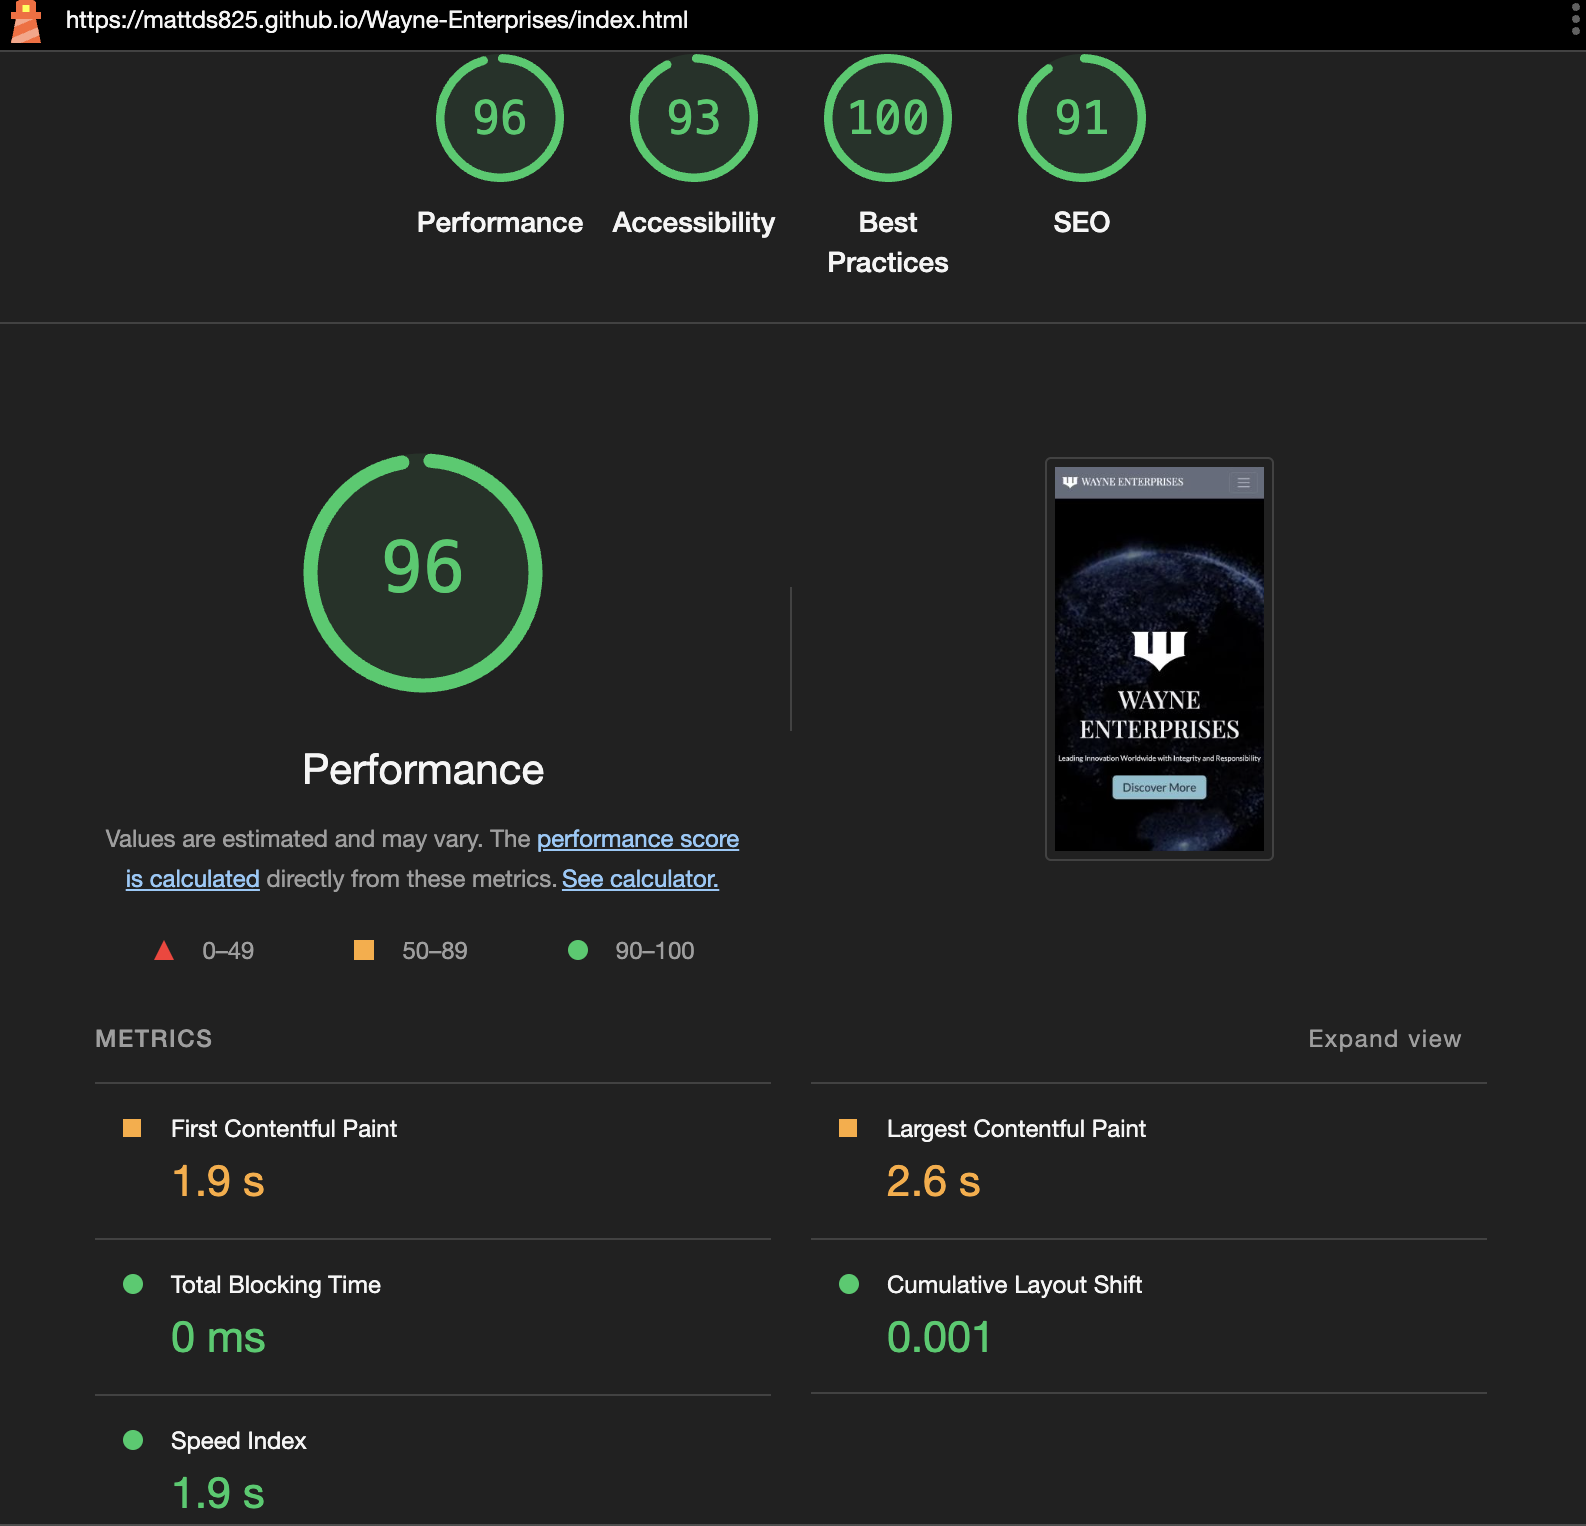 https://mattds825.github.io/Wayne-Enterprises/index.html
96
93
100
91
Performance
Accessibility
Best
Practices
SEO
96
Performance
Values are estimated and may vary. The performance score
is calculated directly from these metrics. See calculator.
0–49
50–89
90–100
WAYNE ENTERPRISES
WAYNE
ENTERPRISES
Leading Innovation Worldwide with Integrity and Responsibility
Discover More
METRICS
Expand view
First Contentful Paint
1.9 s
Largest Contentful Paint
2.6 s
Total Blocking Time
0 ms
Cumulative Layout Shift
0.001
Speed Index
1.9 s